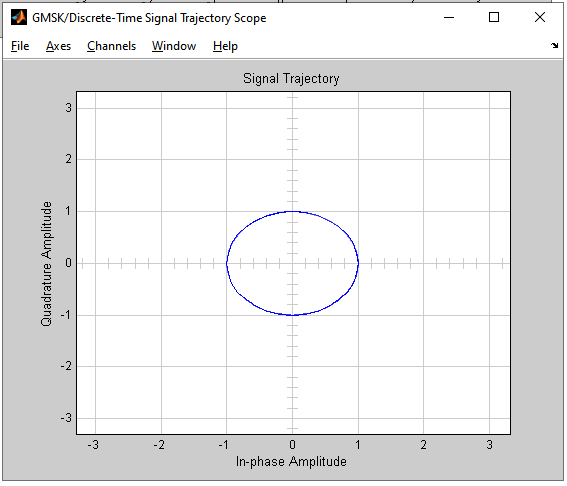 GMSK/Discrete-Time Signal Trajectory Scope
File Axes Channels Window Help
Signal Trajectory
3
2
1
0
-1
-2
-3
Quadrature Amplitude
-3 -2 -1 0 1 2 3
In-phase Amplitude